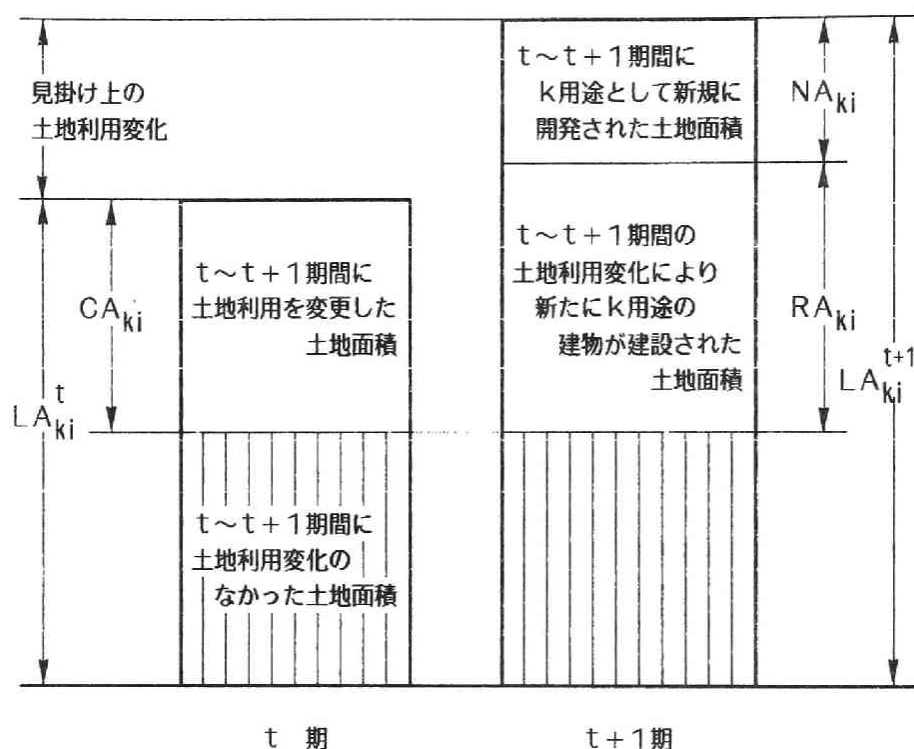 見掛け上の
土地利用変化
t～t＋1期間に
k用途として新規に
開発された土地面積
NAki
t～t＋1期間に
土地利用を変更した
土地面積
CAki
t～t＋1期間の
土地利用変化により
新たにk用途の
建物が建設された
土地面積
RAki
LA^t ki
LA^t+1 ki
t～t＋1期間に
土地利用変化の
なかった土地面積
t 期
t＋1期